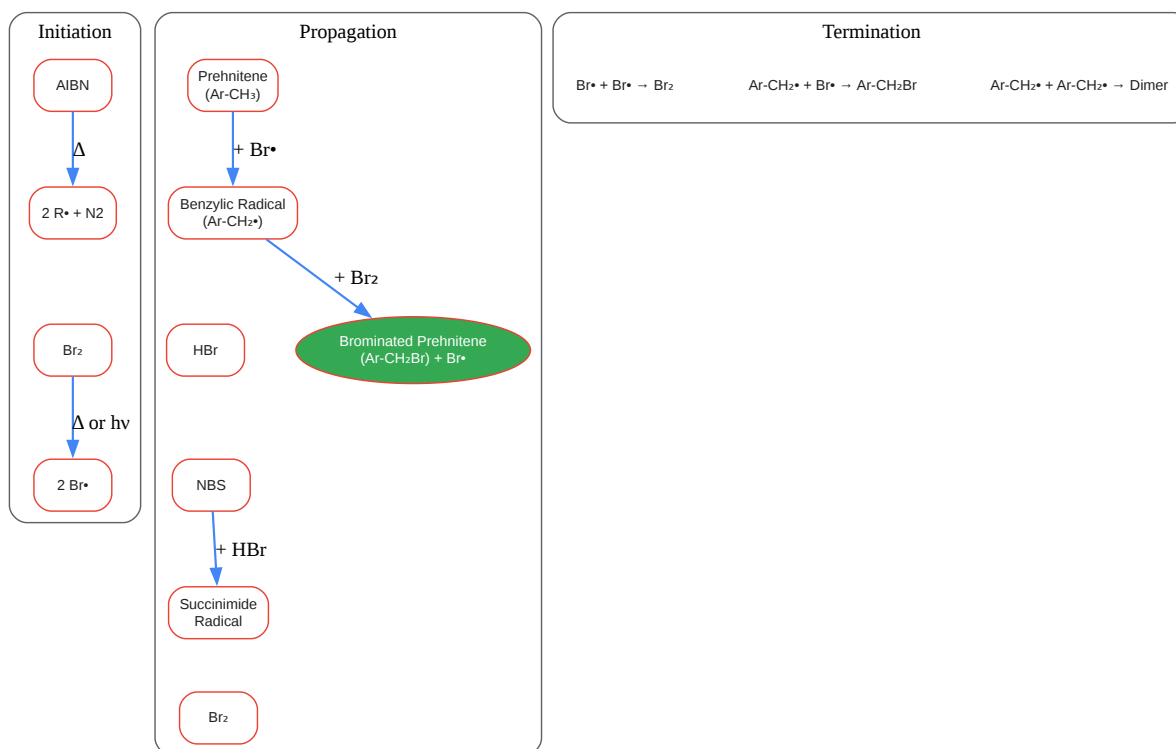 Initiation
AIBN
Δ
2 R• + N2
Br₂
Δ or hν
2 Br•
Propagation
Prehnitene
(Ar-CH₃)
+ Br•
Benzylic Radical
(Ar-CH₂•)
+ Br₂
HBr
Brominated Prehnitene
(Ar-CH₂Br) + Br•
NBS
+ HBr
Succinimide
Radical
Br₂
Termination
Br• + Br• → Br₂
Ar-CH₂• + Br• → Ar-CH₂Br
Ar-CH₂• + Ar-CH₂• → Dimer